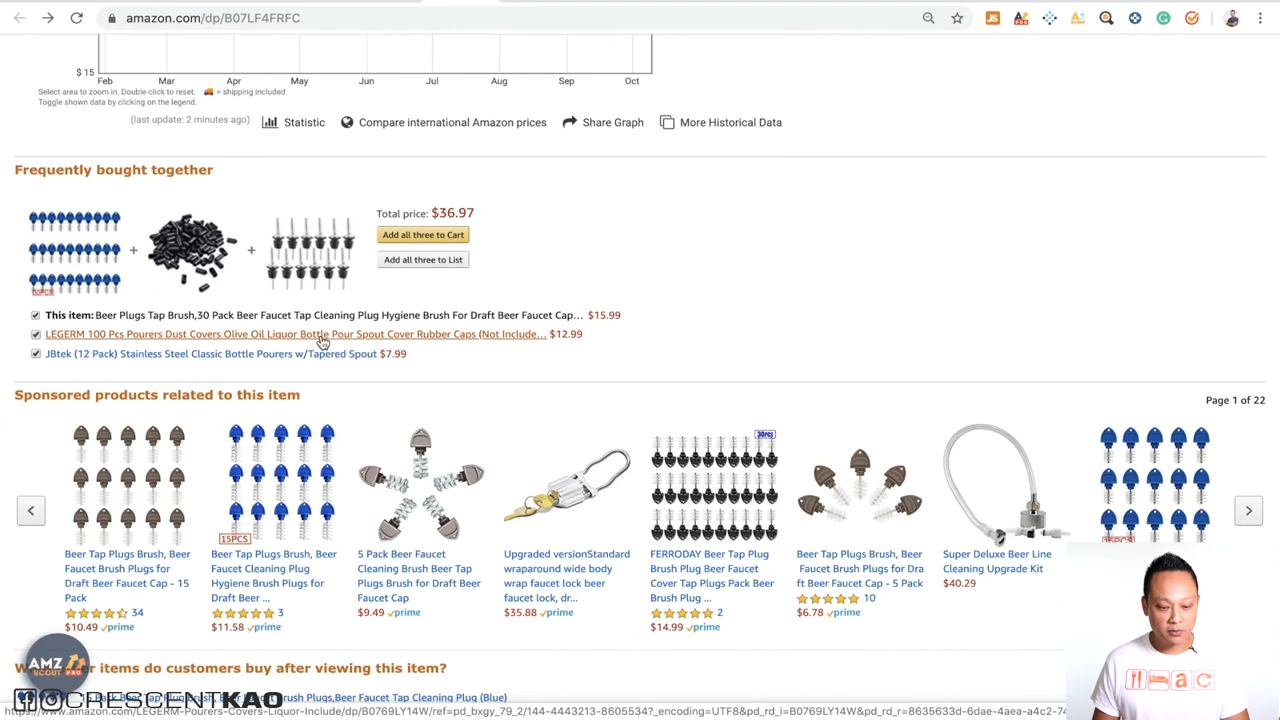 amazon.com/dp/B07LF4FRFC
$ 15
Feb Mar Apr May Jun Jul Aug Sep Oct
Select area to zoom in. Double-click to reset. = shipping included
Toggle shown data by clicking on the legend.
(last update: 2 minutes ago) Statistic Compare international Amazon prices Share Graph More Historical Data
Frequently bought together
Total price: $36.97
Add all three to Cart
Add all three to List
This item: Beer Plugs Tap Brush,30 Pack Beer Faucet Tap Cleaning Plug Hygiene Brush For Draft Beer Faucet Cap... $15.99
LEGERM 100 Pcs Pourers Dust Covers Olive Oil Liquor Bottle Pour Spout Cover Rubber Caps (Not Include... $12.99
JBtek (12 Pack) Stainless Steel Classic Bottle Pourers w/Tapered Spout $7.99
Sponsored products related to this item
Page 1 of 22
15PCS
30PCS
Beer Tap Plugs Brush, Beer
Faucet Brush Plugs for
Draft Beer Faucet Cap - 15
Pack
34
$10.49 prime
Beer Tap Plugs Brush, Beer
Faucet Cleaning Plug
Hygiene Brush Plugs for
Draft Beer ...
3
$11.58 prime
5 Pack Beer Faucet
Cleaning Brush Beer Tap
Plugs Brush for Draft Beer
Faucet Cap
$9.49 prime
Upgraded versionStandard
wraparound wide body
wrap faucet lock beer
faucet lock, dr...
$35.88 prime
FERRODAY Beer Tap Plug
Brush Plug Beer Faucet
Cover Tap Plugs Pack Beer
Brush Plug ...
2
$14.99 prime
Beer Tap Plugs Brush, Beer
Faucet Brush Plugs for Dra
ft Beer Faucet Cap - 5 Pack
10
$6.78 prime
Super Deluxe Beer Line
Cleaning Upgrade Kit
$40.29
AMZ
SCOUT PRO
items do customers buy after viewing this item?
Brush Plugs,Beer Faucet Tap Cleaning Plug (Blue)
CRESCENTKAO